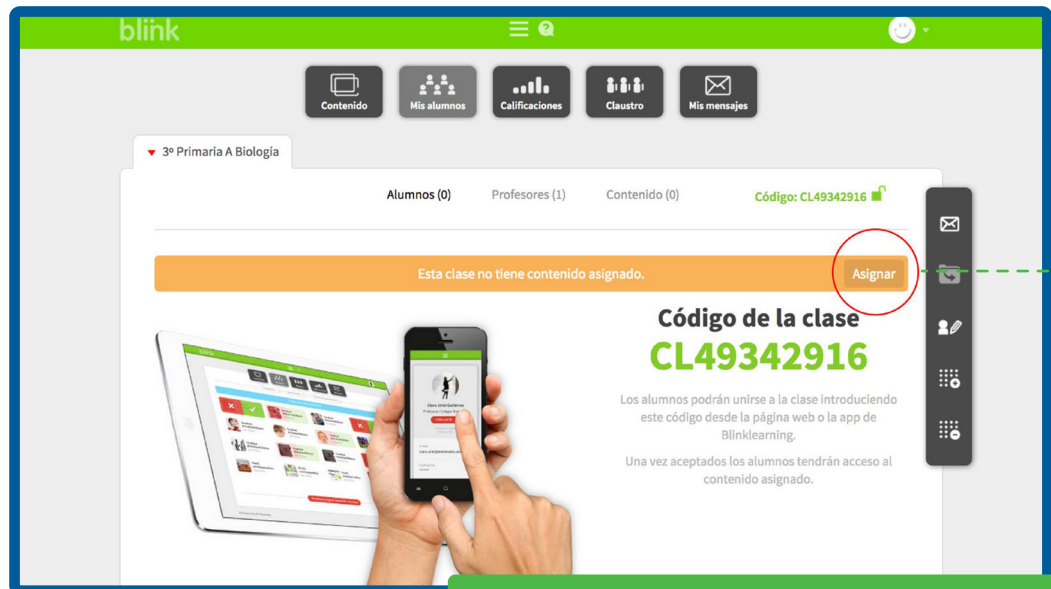 blink
Contenido
Mis alumnos
Calificaciones
Claustro
Mis mensajes
3º Primaria A Biología
Alumnos (0)
Profesores (1)
Contenido (0)
Código: CL49342916
Esta clase no tiene contenido asignado.
Asignar
Código de la clase
CL49342916
Los alumnos podrán unirse a la clase introduciendo
este código desde la página web o la app de
Blinklearning.
Una vez aceptados los alumnos tendrán acceso al
contenido asignado.